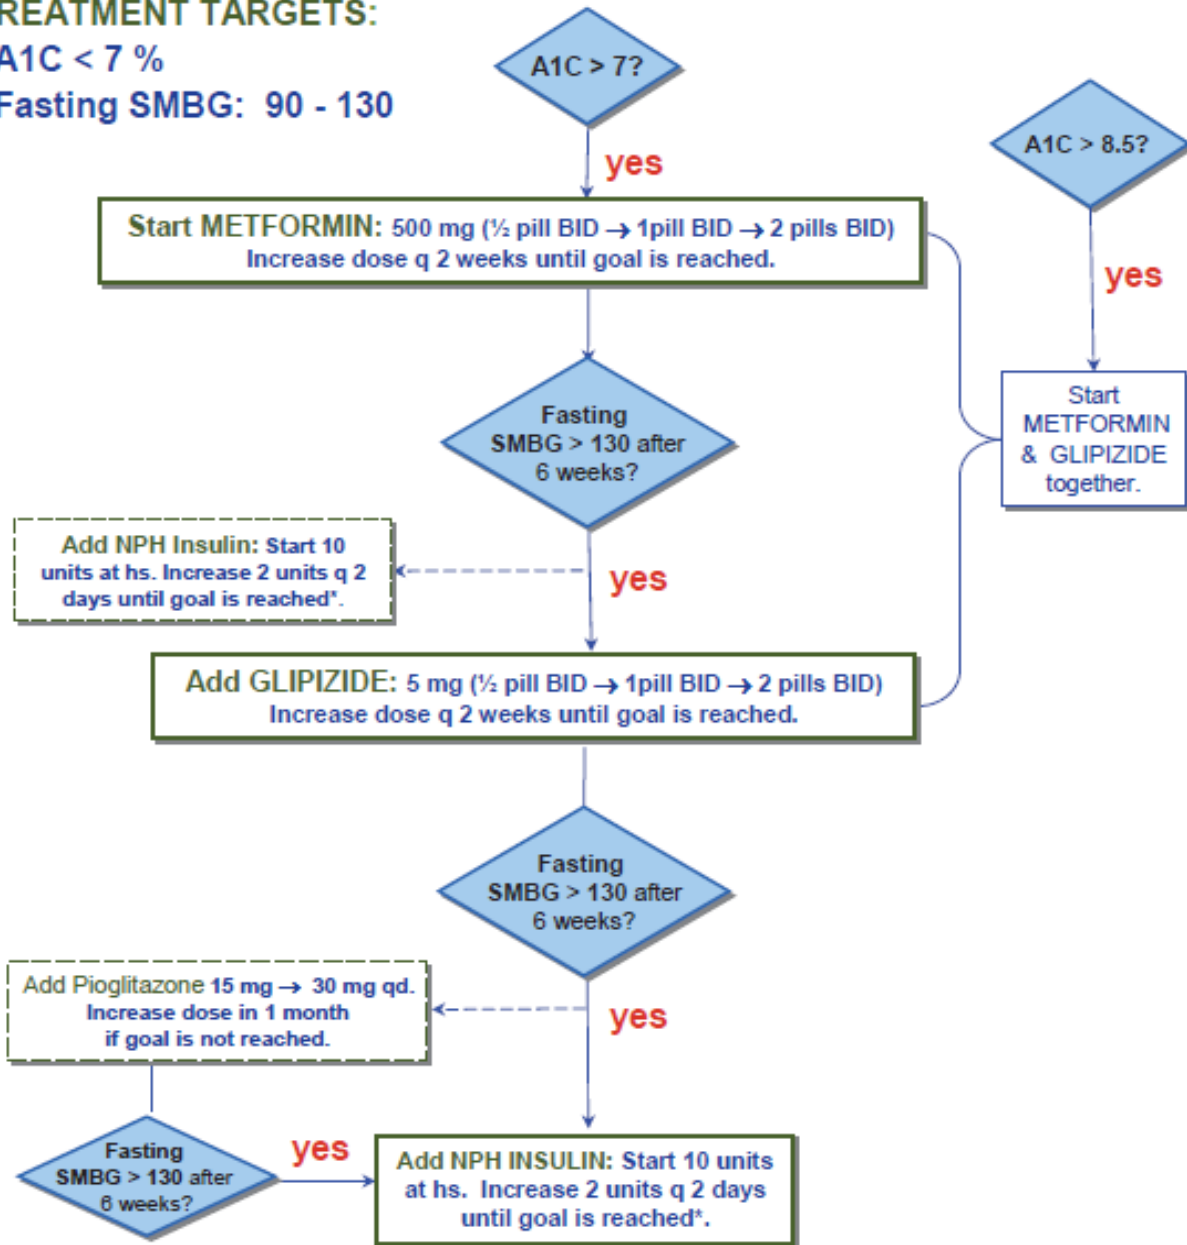 REATMENT TARGETS:
A1C < 7 %
Fasting SMBG: 90 - 130
A1C > 7?
A1C > 8.5?
yes
Start METFORMIN: 500 mg (½ pill BID → 1pill BID → 2 pills BID)
Increase dose q 2 weeks until goal is reached.
yes
Fasting
SMBG > 130 after
6 weeks?
Start
METFORMIN
& GLIPIZIDE
together.
Add NPH Insulin: Start 10
units at hs. Increase 2 units q 2
days until goal is reached*.
yes
Add GLIPIZIDE: 5 mg (½ pill BID → 1pill BID → 2 pills BID)
Increase dose q 2 weeks until goal is reached.
Fasting
SMBG > 130 after
6 weeks?
Add Pioglitazone 15 mg → 30 mg qd.
Increase dose in 1 month
if goal is not reached.
yes
Fasting
SMBG > 130 after
6 weeks?
yes
Add NPH INSULIN: Start 10 units
at hs. Increase 2 units q 2 days
until goal is reached*.